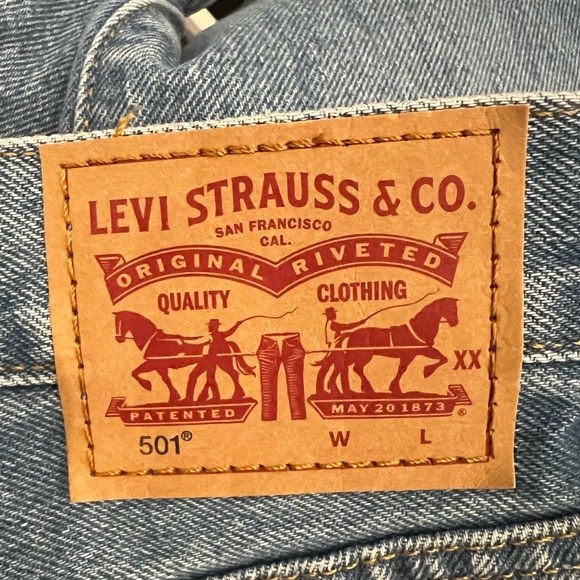 LEVI STRAUSS & CO.
SAN FRANCISCO
CAL.
ORIGINAL RIVETED
QUALITY CLOTHING
XX
PATENTED MAY 20 1873 ®
501® W L